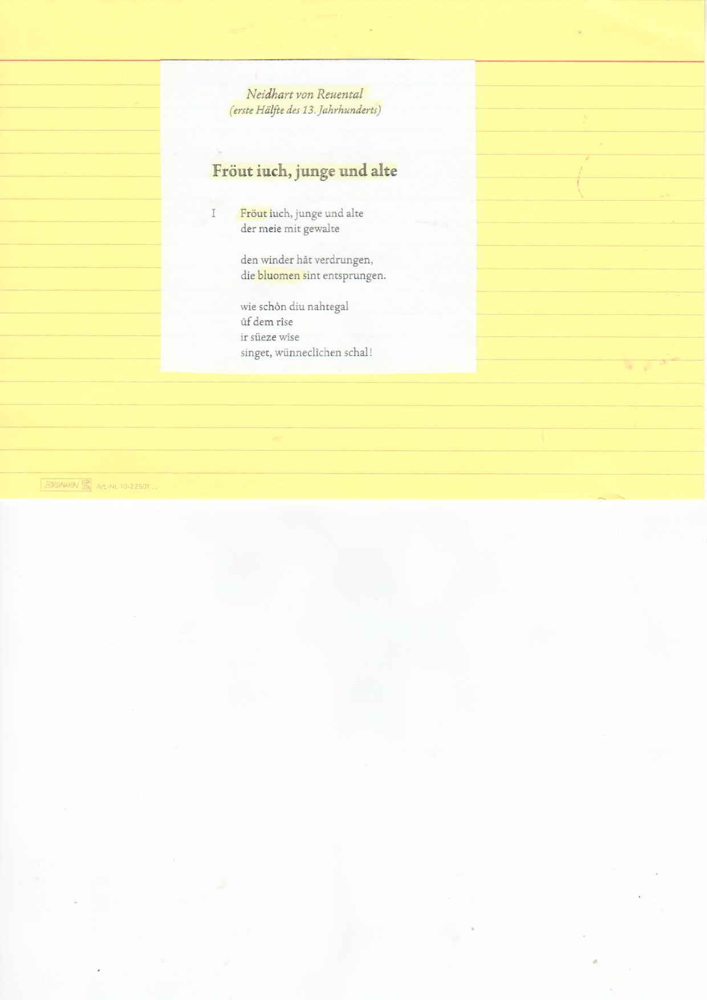 Neidhart von Reuental
(erste Hälfte des 13. Jahrhunderts)
Fröut iuch, junge und alte
I Fröut iuch, junge und alte
der meie mit gewalte
den winder hât verdrungen,
die bluomen sint entsprungen.
wie schôn diu nahtegal
ûf dem rîse
ir süeze wîse
singet, wünneclîchen schal!
BRUNNEN Art.-Nr. 10-22501 ..